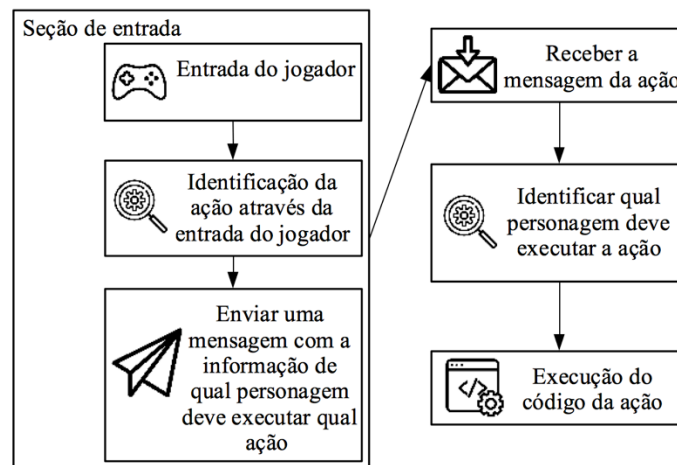 Seção de entrada
Entrada do jogador
Identificação da
ação através da
entrada do jogador
Enviar uma
mensagem com a
informação de
qual personagem
deve executar qual
ação
Receber a
mensagem da ação
Identificar qual
personagem deve
executar a ação
</>
Execução do
código da ação